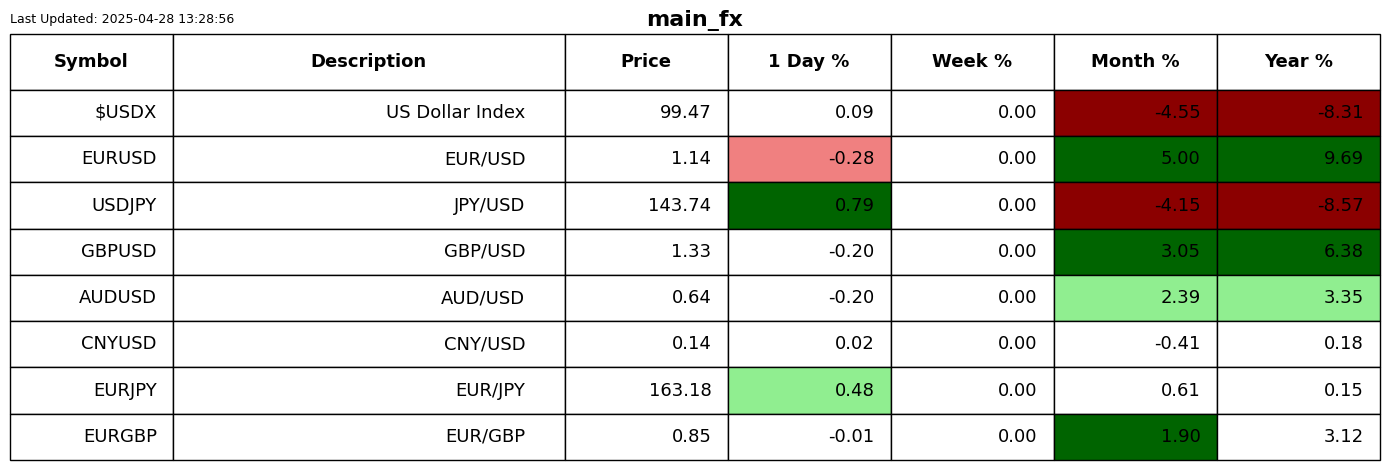 Last Updated: 2025-04-28 13:28:56
main_fx
Symbol Description Price 1 Day % Week % Month % Year %
$USDX US Dollar Index 99.47 0.09 0.00 -4.55 -8.31
EURUSD EUR/USD 1.14 -0.28 0.00 5.00 9.69
USDJPY JPY/USD 143.74 0.79 0.00 -4.15 -8.57
GBPUSD GBP/USD 1.33 -0.20 0.00 3.05 6.38
AUDUSD AUD/USD 0.64 -0.20 0.00 2.39 3.35
CNYUSD CNY/USD 0.14 0.02 0.00 -0.41 0.18
EURJPY EUR/JPY 163.18 0.48 0.00 0.61 0.15
EURGBP EUR/GBP 0.85 -0.01 0.00 1.90 3.12